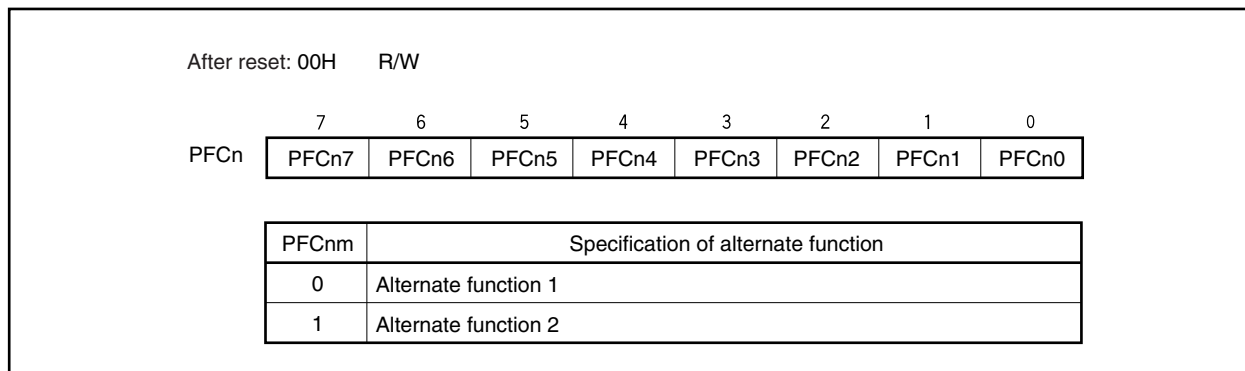 After reset: 00H R/W
7 6 5 4 3 2 1 0
PFCn PFCn7 PFCn6 PFCn5 PFCn4 PFCn3 PFCn2 PFCn1 PFCn0
PFCnm Specification of alternate function
0 Alternate function 1
1 Alternate function 2